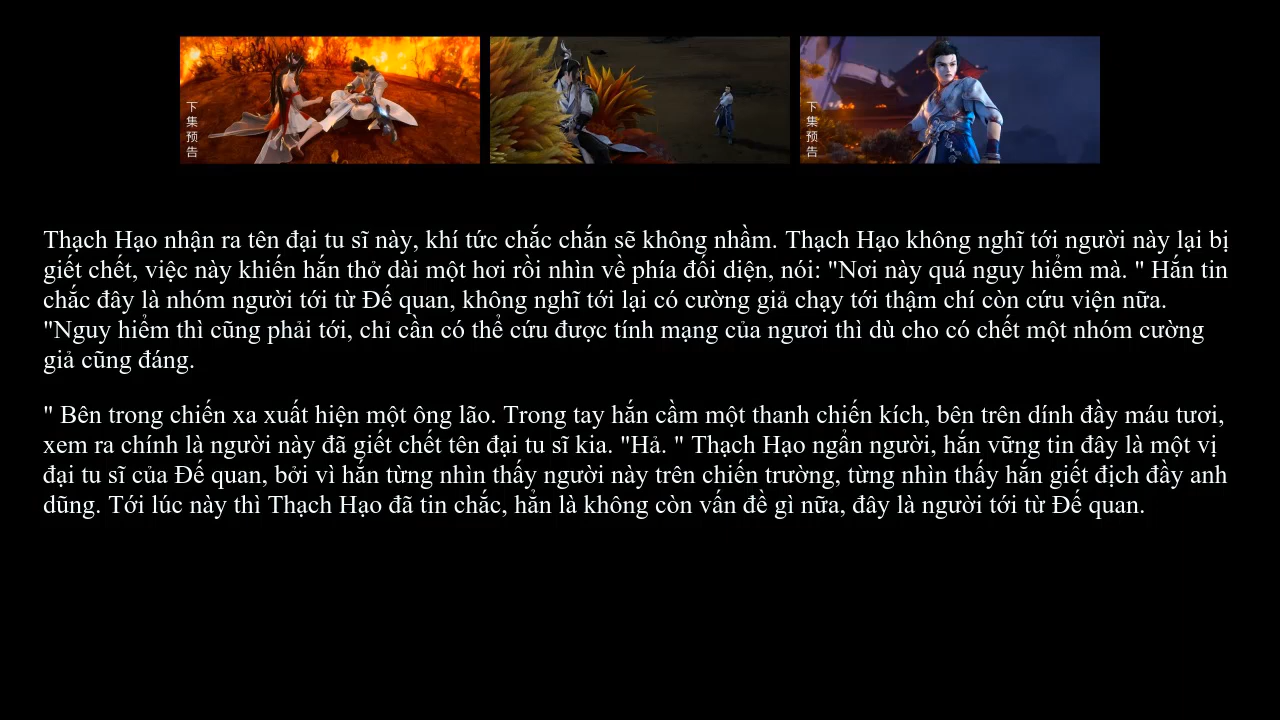 下集预告
下集预告
Thạch Hạo nhận ra tên đại tu sĩ này, khí tức chắc chắn sẽ không nhầm. Thạch Hạo không nghĩ tới người này lại bị
giết chết, việc này khiến hắn thở dài một hơi rồi nhìn về phía đối diện, nói: "Nơi này quá nguy hiểm mà. " Hắn tin
chắc đây là nhóm người tới từ Đế quan, không nghĩ tới lại có cường giả chạy tới thậm chí còn cứu viện nữa.
"Nguy hiểm thì cũng phải tới, chỉ cần có thể cứu được tính mạng của ngươi thì dù cho có chết một nhóm cường
giả cũng đáng.
" Bên trong chiến xa xuất hiện một ông lão. Trong tay hắn cầm một thanh chiến kích, bên trên dính đầy máu tươi,
xem ra chính là người này đã giết chết tên đại tu sĩ kia. "Hả. " Thạch Hạo ngẩn người, hắn vững tin đây là một vị
đại tu sĩ của Đế quan, bởi vì hắn từng nhìn thấy người này trên chiến trường, từng nhìn thấy hắn giết địch đầy anh
dũng. Tới lúc này thì Thạch Hạo đã tin chắc, hẳn là không còn vấn đề gì nữa, đây là người tới từ Đế quan.